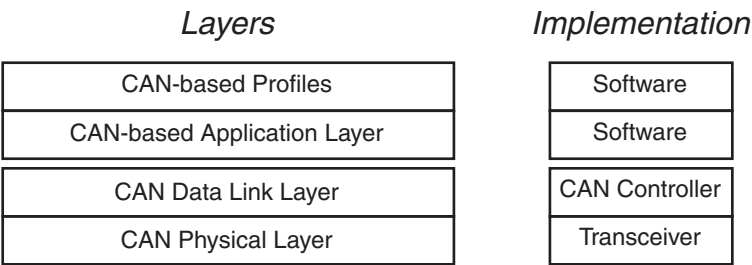 Layers Implementation
CAN-based Profiles Software
CAN-based Application Layer Software
CAN Data Link Layer CAN Controller
CAN Physical Layer Transceiver